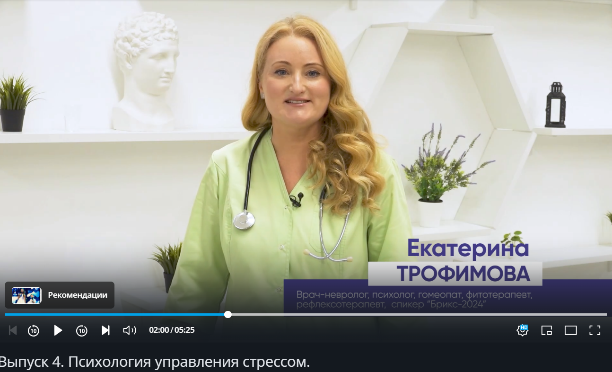 Екатерина
ТРОФИМОВА
Врач-невролог, психолог, гомеопат, фитотерапевт,
рефлексотерапевт, спикер "Брикс-2024"
Рекомендации
10
10
02:00 / 05:25
Выпуск 4. Психология управления стрессом.